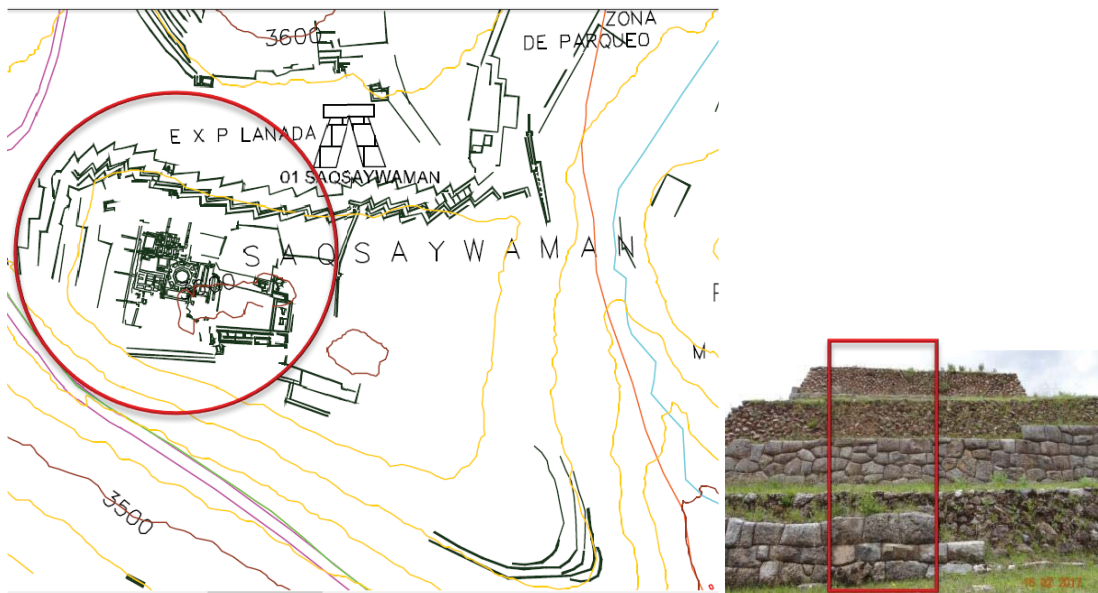 ZONA
3600
DE PARQUEO
E X P LANADA
01 SAQSAYWAMAN
S A Q S A Y W A M A N
M
3500
16 02 2017